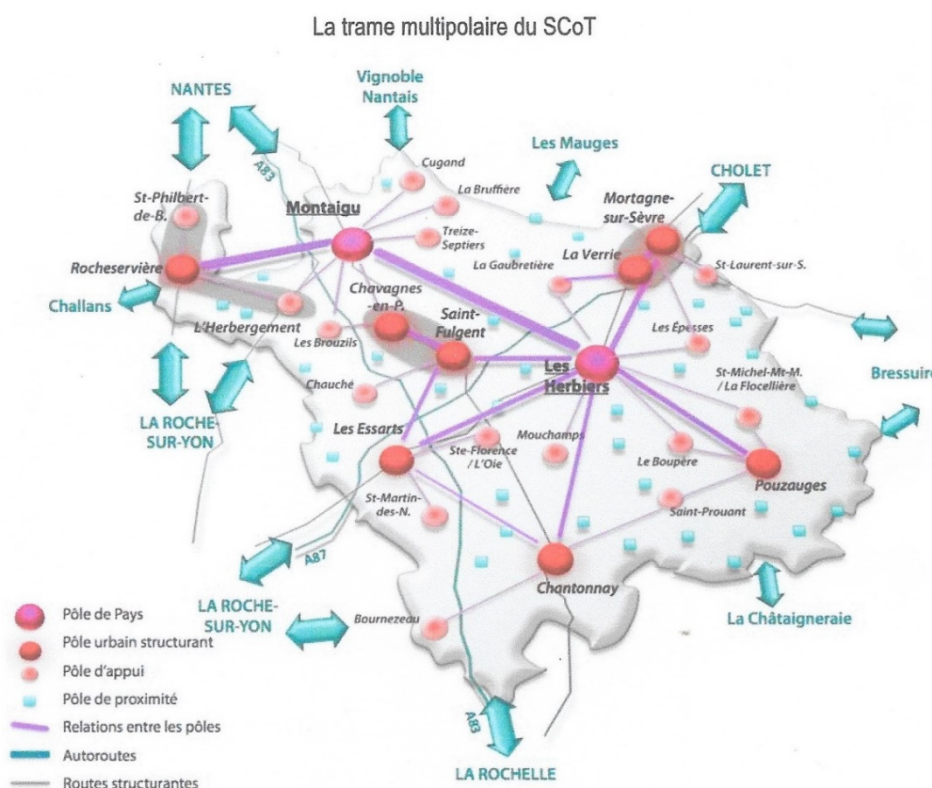 La trame multipolaire du SCoT
NANTES
Vignoble
Nantais
Les Mauges
CHOLET
A83
Cugand
La Bruffière
St-Philbert-
de-B.
Montaigu
Treize-
Septiers
Mortagne-
sur-Sèvre
La Verrie
La Gaubretière
St-Laurent-sur-S.
Rocheservière
Challans
L'Herbergement
Chavagnes
-en-P.
Saint-
Fulgent
Les Brouzils
Les Épesses
Bressuire
Les
Herbiers
St-Michel-Mt-M.
/ La Flocellière
Chauché
LA ROCHE-
SUR-YON
Les Essarts
Ste-Florence
/ L'Oie
Mouchamps
Le Boupère
Pouzauges
St-Martin-
des-N.
Saint-Prouant
A87
Chantonnay
LA ROCHE-
SUR-YON
Bournezeau
La Châtaigneraie
A83
LA ROCHELLE
Pôle de Pays
Pôle urbain structurant
Pôle d'appui
Pôle de proximité
Relations entre les pôles
Autoroutes
Routes structurantes